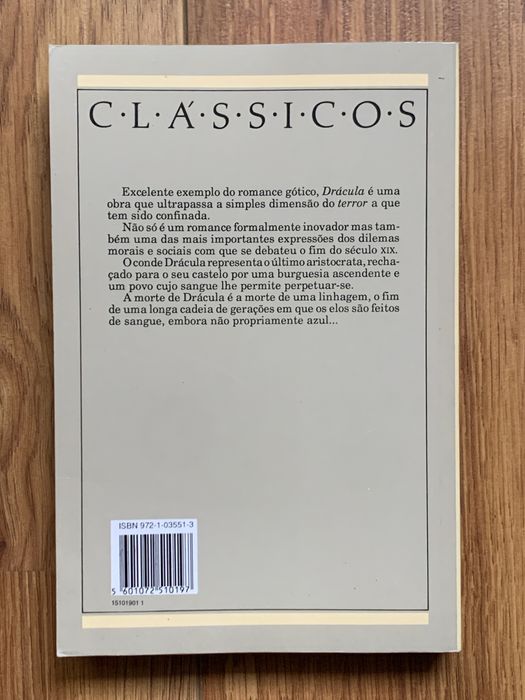 C·L·Á·S·S·I·C·O·S
Excelente exemplo do romance gótico, Drácula é uma
obra que ultrapassa a simples dimensão do terror a que
tem sido confinada.
Não só é um romance formalmente inovador mas tam-
bém uma das mais importantes expressões dos dilemas
morais e sociais com que se debateu o fim do século XIX.
O conde Drácula representa o último aristocrata, recha-
çado para o seu castelo por uma burguesia ascendente e
um povo cujo sangue lhe permite perpetuar-se.
A morte de Drácula é a morte de uma linhagem, o fim
de uma longa cadeia de gerações em que os elos são feitos
de sangue, embora não propriamente azul...
ISBN 972-1-03551-3
5 601072 510197
15101901 1